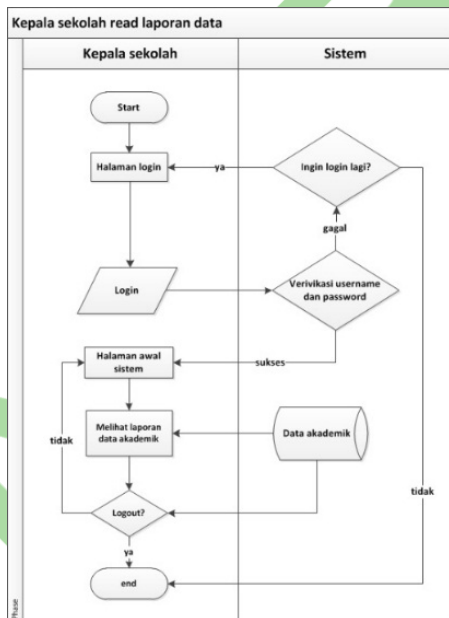 Kepala sekolah read laporan data
Kepala sekolah
Sistem
Start
Halaman login
ya
Ingin login lagi?
gagal
Login
Verivikasi username
dan password
Halaman awal
sistem
sukses
Melihat laporan
data akademik
Data akademik
tidak
tidak
Logout?
ya
end
Phase